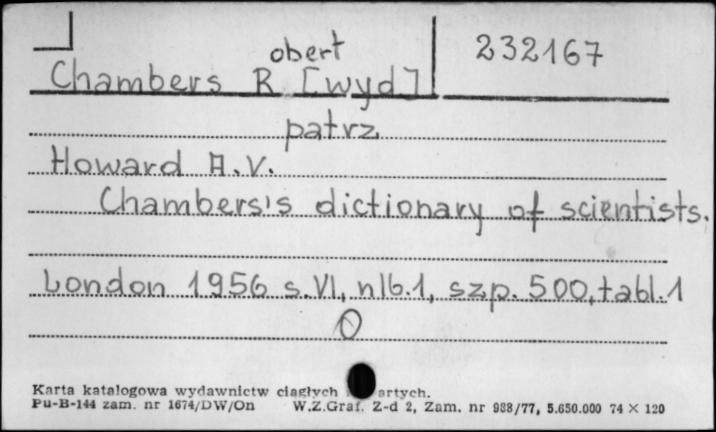 obert 232167
Chambers R [wyd]
patrz
Howard A.V.
Chambers's dictionary of scientists.
London 1956 s.VI, nlb.1, szp. 500, tabl.1
Karta katalogowa wydawnictw ciągłych artych.
Pu-B-144 zam. nr 1674/DW/On W.Z.Graf. Z-d 2, Zam. nr 988/77, 5.650.000 74 × 120